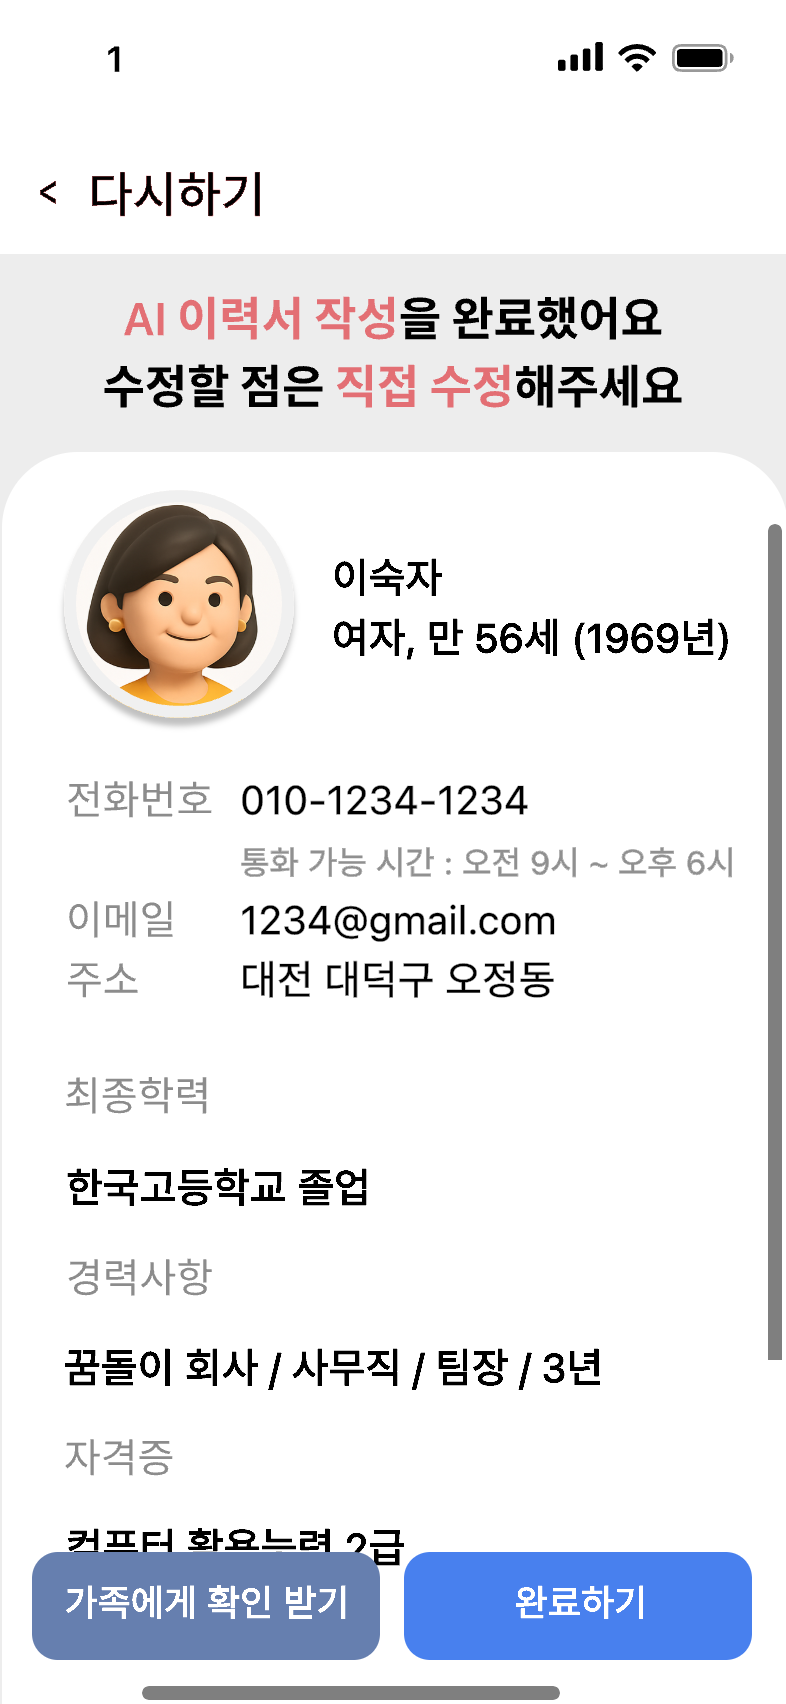 1
< 다시하기
AI 이력서 작성을 완료했어요
수정할 점은 직접 수정해주세요
이숙자
여자, 만 56세 (1969년)
전화번호 010-1234-1234
통화 가능 시간 : 오전 9시 ~ 오후 6시
이메일 1234@gmail.com
주소 대전 대덕구 오정동
최종학력
한국고등학교 졸업
경력사항
꿈돌이 회사 / 사무직 / 팀장 / 3년
자격증
컴퓨터 활용능력 2급
가족에게 확인 받기
완료하기